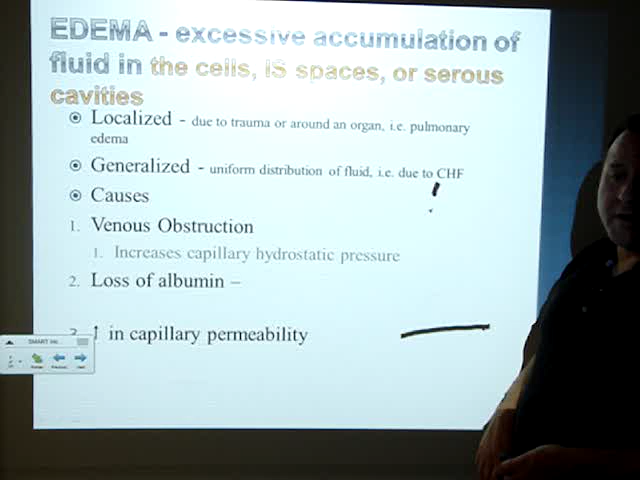 EDEMA - excessive accumulation of
fluid in the cells, IS spaces, or serous
cavities
Localized - due to trauma or around an organ, i.e. pulmonary
edema
Generalized - uniform distribution of fluid, i.e. due to CHF
Causes
1. Venous Obstruction
1. Increases capillary hydrostatic pressure
2. Loss of albumin –
↑ in capillary permeability
SMART
Previous